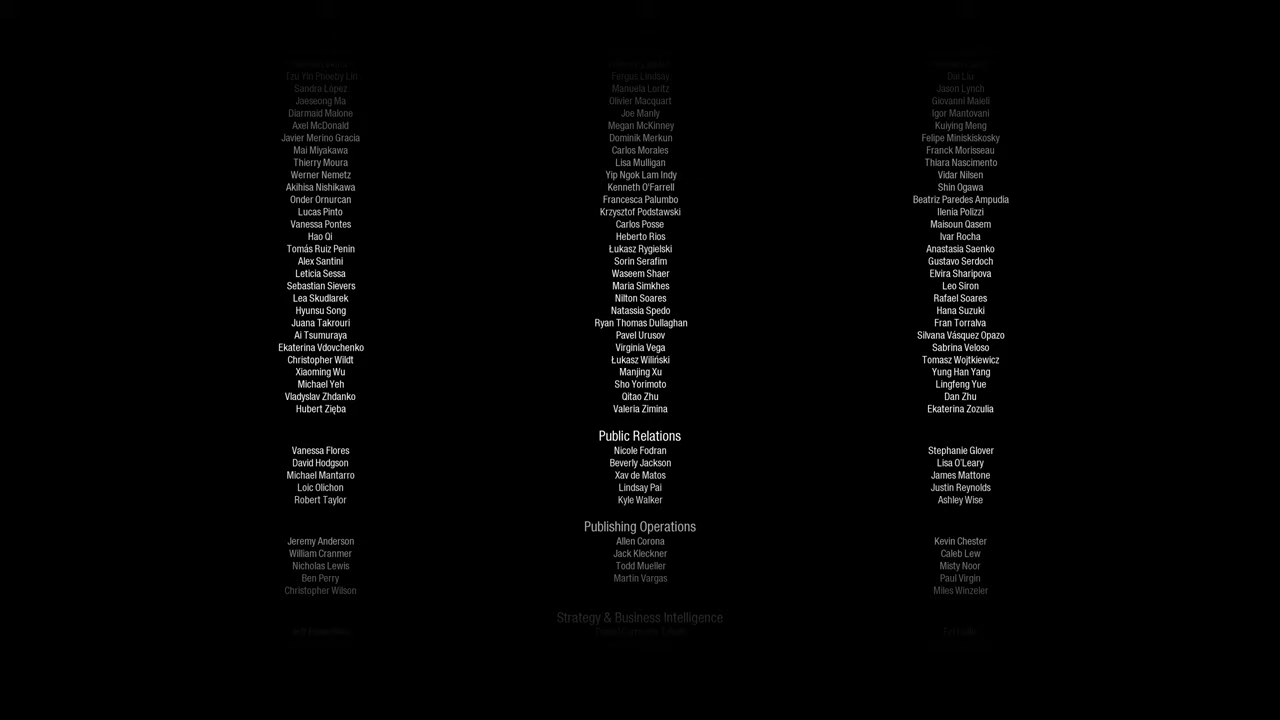 Tzu Yin Phoeby Lin Fergus Lindsay Dai Liu
Sandra López Manuela Loritz Jason Lynch
Jaeseong Ma Olivier Macquart Giovanni Maieli
Diarmaid Malone Joe Manly Igor Mantovani
Axel McDonald Megan McKinney Kuiying Meng
Javier Merino Gracia Dominik Merkun Felipe Miniskiskosky
Mai Miyakawa Carlos Morales Franck Morisseau
Thierry Moura Lisa Mulligan Thiara Nascimento
Werner Nemetz Yip Ngok Lam Indy Vidar Nilsen
Akihisa Nishikawa Kenneth O'Farrell Shin Ogawa
Onder Ornurcan Francesca Palumbo Beatriz Paredes Ampudia
Lucas Pinto Krzysztof Podstawski Ilenia Polizzi
Vanessa Pontes Carlos Posse Maisoun Qasem
Hao Qi Heberto Rios Ivar Rocha
Tomás Ruiz Penin Łukasz Rygielski Anastasia Saenko
Alex Santini Sorin Serafim Gustavo Serdoch
Leticia Sessa Waseem Shaer Elvira Sharipova
Sebastian Sievers Maria Simkhes Leo Siron
Lea Skudlarek Nilton Soares Rafael Soares
Hyunsu Song Natassia Spedo Hana Suzuki
Juana Takrouri Ryan Thomas Dullaghan Fran Torralva
Ai Tsumuraya Pavel Urusov Silvana Vásquez Opazo
Ekaterina Vdovchenko Virginia Vega Sabrina Veloso
Christopher Wildt Łukasz Wiliński Tomasz Wojtkiewicz
Xiaoming Wu Manjing Xu Yung Han Yang
Michael Yeh Sho Yorimoto Lingfeng Yue
Vladyslav Zhdanko Qitao Zhu Dan Zhu
Hubert Zięba Valeria Zimina Ekaterina Zozulia
Public Relations
Vanessa Flores Nicole Fodran Stephanie Glover
David Hodgson Beverly Jackson Lisa O'Leary
Michael Mantarro Xav de Matos James Mattone
Loic Olichon Lindsay Pai Justin Reynolds
Robert Taylor Kyle Walker Ashley Wise
Publishing Operations
Jeremy Anderson Allen Corona Kevin Chester
William Cranmer Jack Kleckner Caleb Lew
Nicholas Lewis Todd Mueller Misty Noor
Ben Perry Martin Vargas Paul Virgin
Christopher Wilson Miles Winzeler
Strategy & Business Intelligence